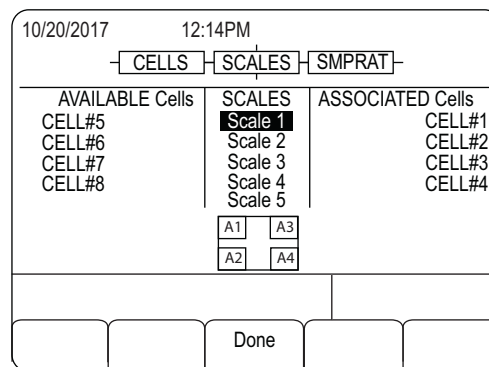 10/20/2017 12:14PM
CELLS SCALES SMPRAT
AVAILABLE Cells SCALES ASSOCIATED Cells
CELL#5 Scale 1 CELL#1
CELL#6 Scale 2 CELL#2
CELL#7 Scale 3 CELL#3
CELL#8 Scale 4 CELL#4
Scale 5
A1 A3
A2 A4
Done